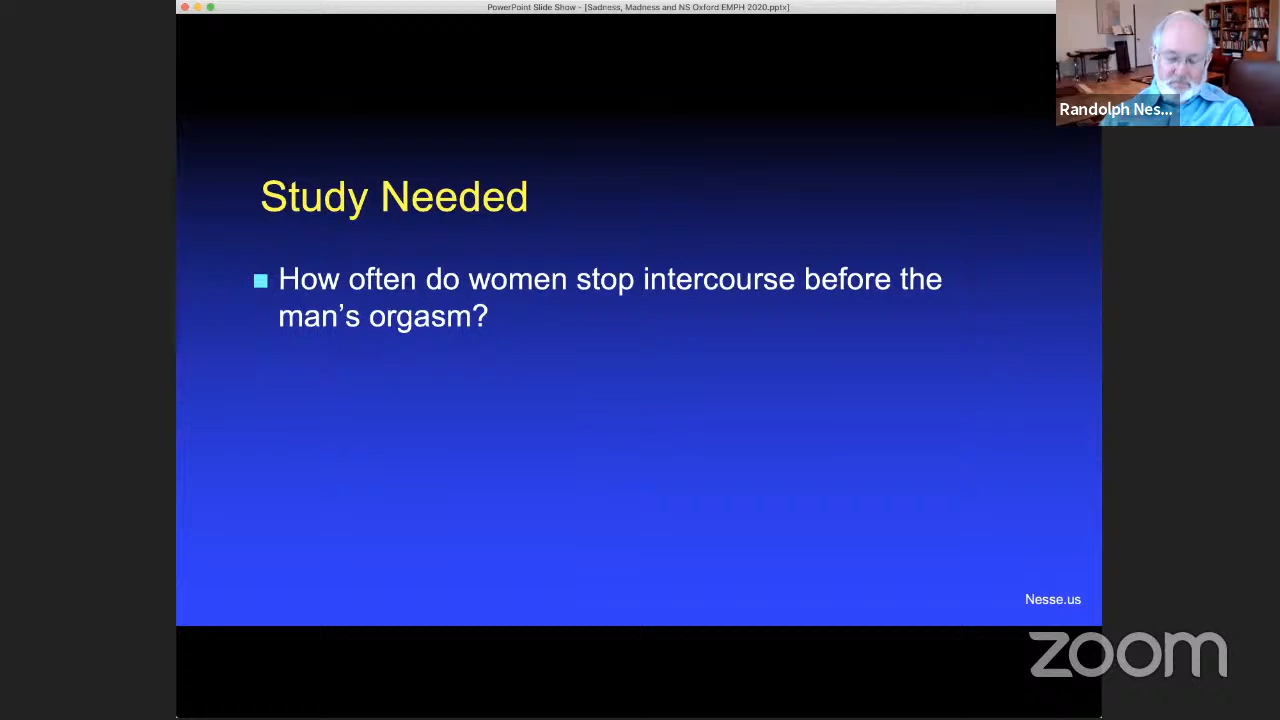 PowerPoint Slide Show - [Sadness, Madness and NS Oxford EMPH 2020.pptx]
Randolph Nes...
Study Needed
How often do women stop intercourse before the
man’s orgasm?
Nesse.us
zoom